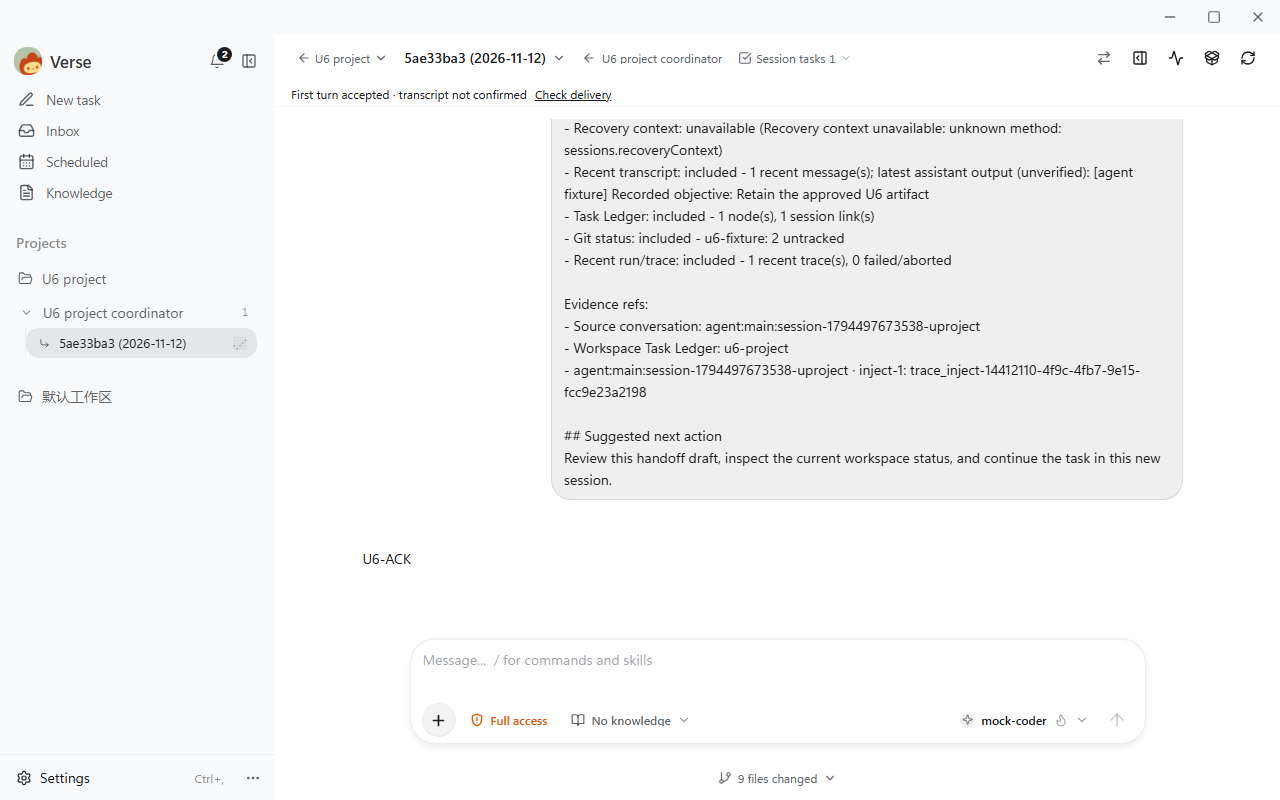 Verse
2
New task
Inbox
Scheduled
Knowledge
Projects
U6 project
U6 project coordinator 1
5ae33ba3 (2026-11-12)
默认工作区
Settings Ctrl+,
U6 project
5ae33ba3 (2026-11-12)
U6 project coordinator
Session tasks 1
First turn accepted · transcript not confirmed Check delivery
- Recovery context: unavailable (Recovery context unavailable: unknown method:
sessions.recoveryContext)
- Recent transcript: included - 1 recent message(s); latest assistant output (unverified): [agent
fixture] Recorded objective: Retain the approved U6 artifact
- Task Ledger: included - 1 node(s), 1 session link(s)
- Git status: included - u6-fixture: 2 untracked
- Recent run/trace: included - 1 recent trace(s), 0 failed/aborted
Evidence refs:
- Source conversation: agent:main:session-1794497673538-uproject
- Workspace Task Ledger: u6-project
- agent:main:session-1794497673538-uproject · inject-1: trace_inject-14412110-4f9c-4fb7-9e15-
fcc9e23a2198
## Suggested next action
Review this handoff draft, inspect the current workspace status, and continue the task in this new
session.
U6-ACK
Message... / for commands and skills
Full access
No knowledge
mock-coder
9 files changed